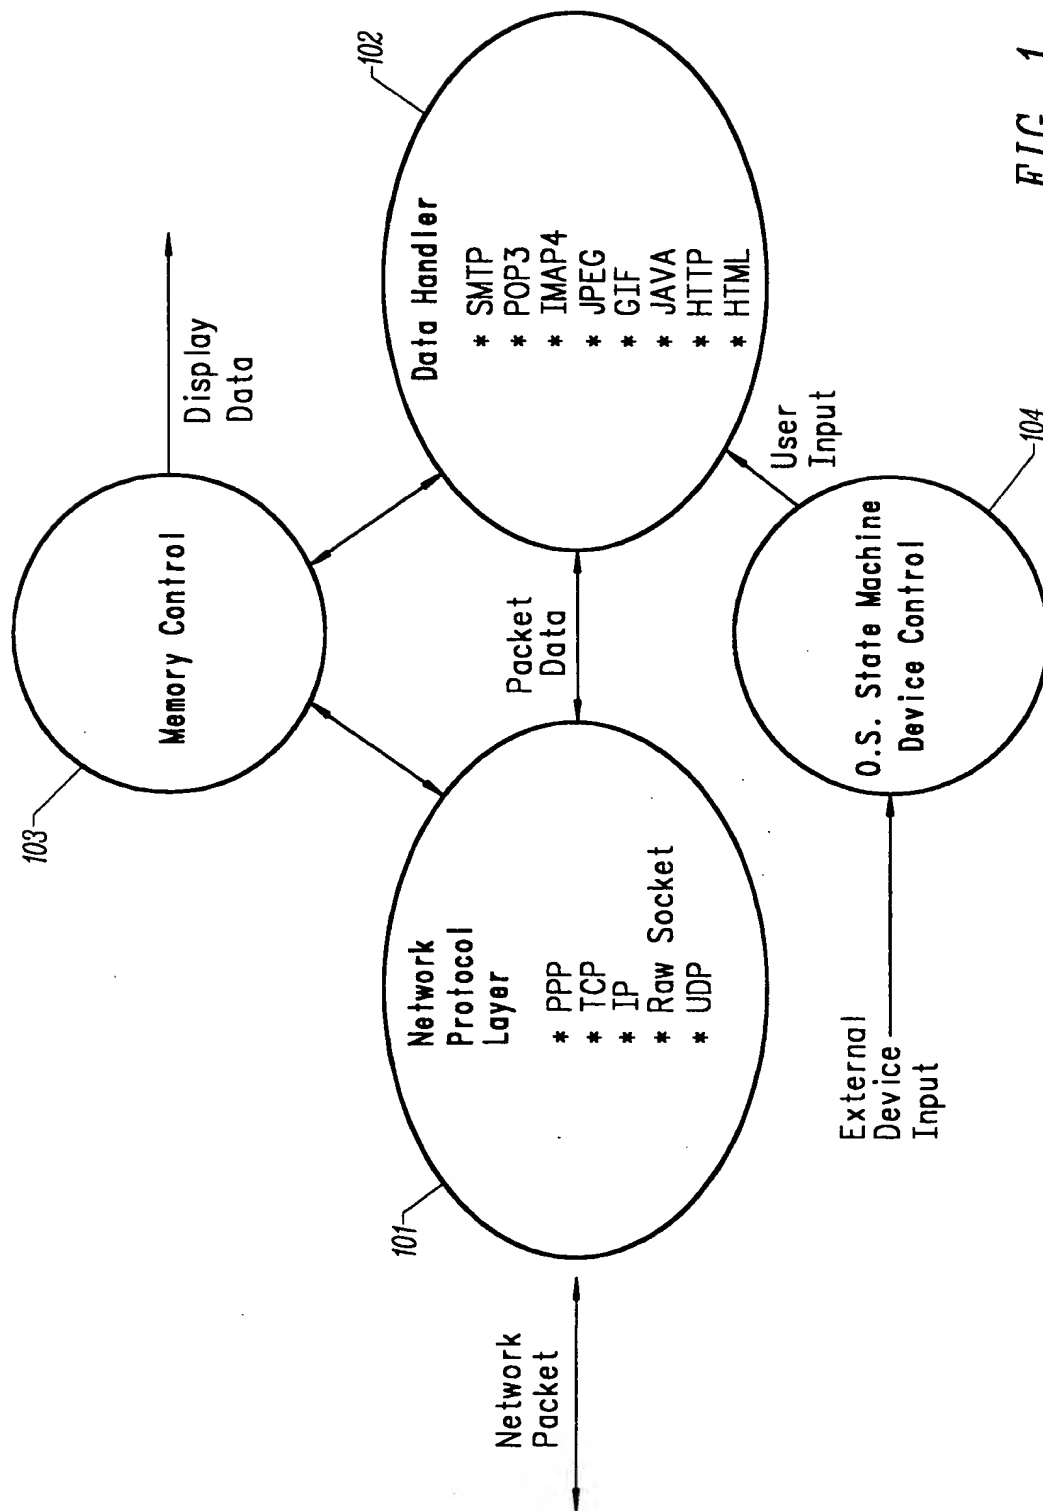 103
Memory Control
Display
Data
102
Network
Protocol
Layer
* PPP
* TCP
* IP
* Raw Socket
* UDP
101
Packet
Data
Data Handler
* SMTP
* POP3
* IMAP4
* JPEG
* GIF
* JAVA
* HTTP
* HTML
Network
Packet
External
Device
Input
O.S. State Machine
Device Control
User
Input
104
FIG. 1